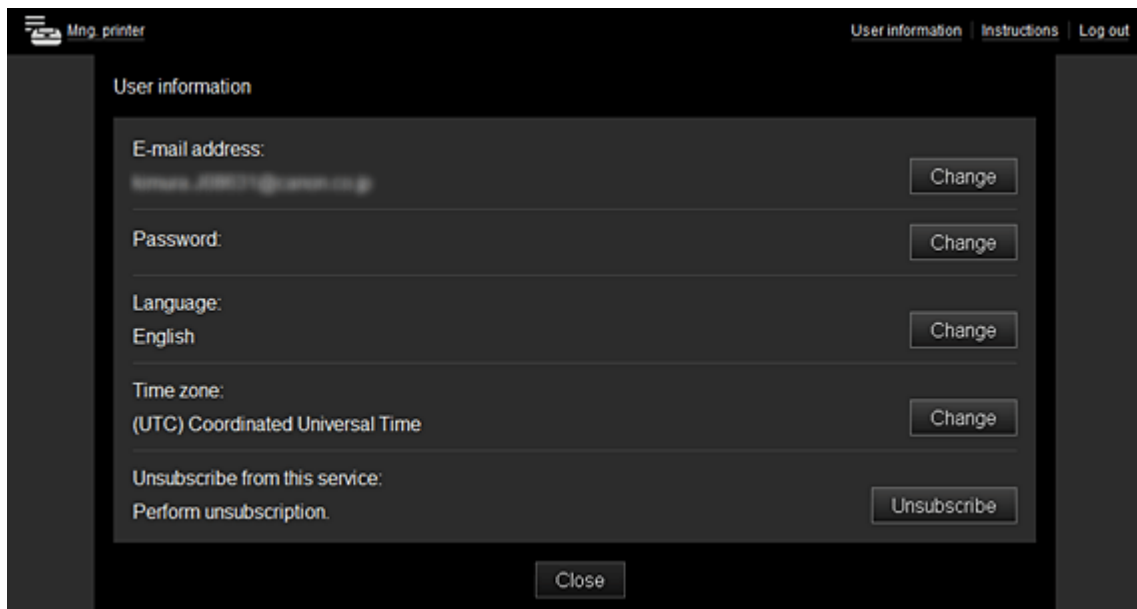 Mng. printer
User information
Instructions
Log out
User information
E-mail address:
Change
Password:
Change
Language:
English
Change
Time zone:
(UTC) Coordinated Universal Time
Change
Unsubscribe from this service:
Perform unsubscription.
Unsubscribe
Close